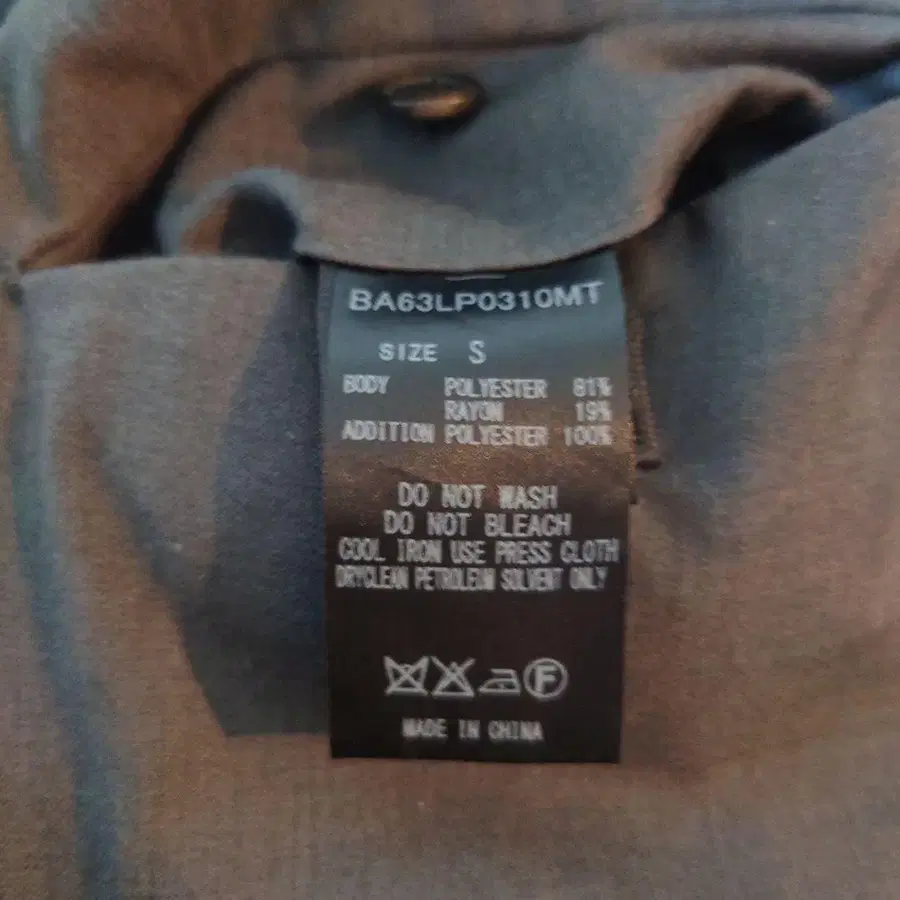 BA63LP0310MT
SIZE S
BODY POLYESTER 81%
RAYON 19%
ADDITION POLYESTER 100%
DO NOT WASH
DO NOT BLEACH
COOL IRON USE PRESS CLOTH
DRYCLEAN PETROLEUM SOLVENT ONLY
F
MADE IN CHINA